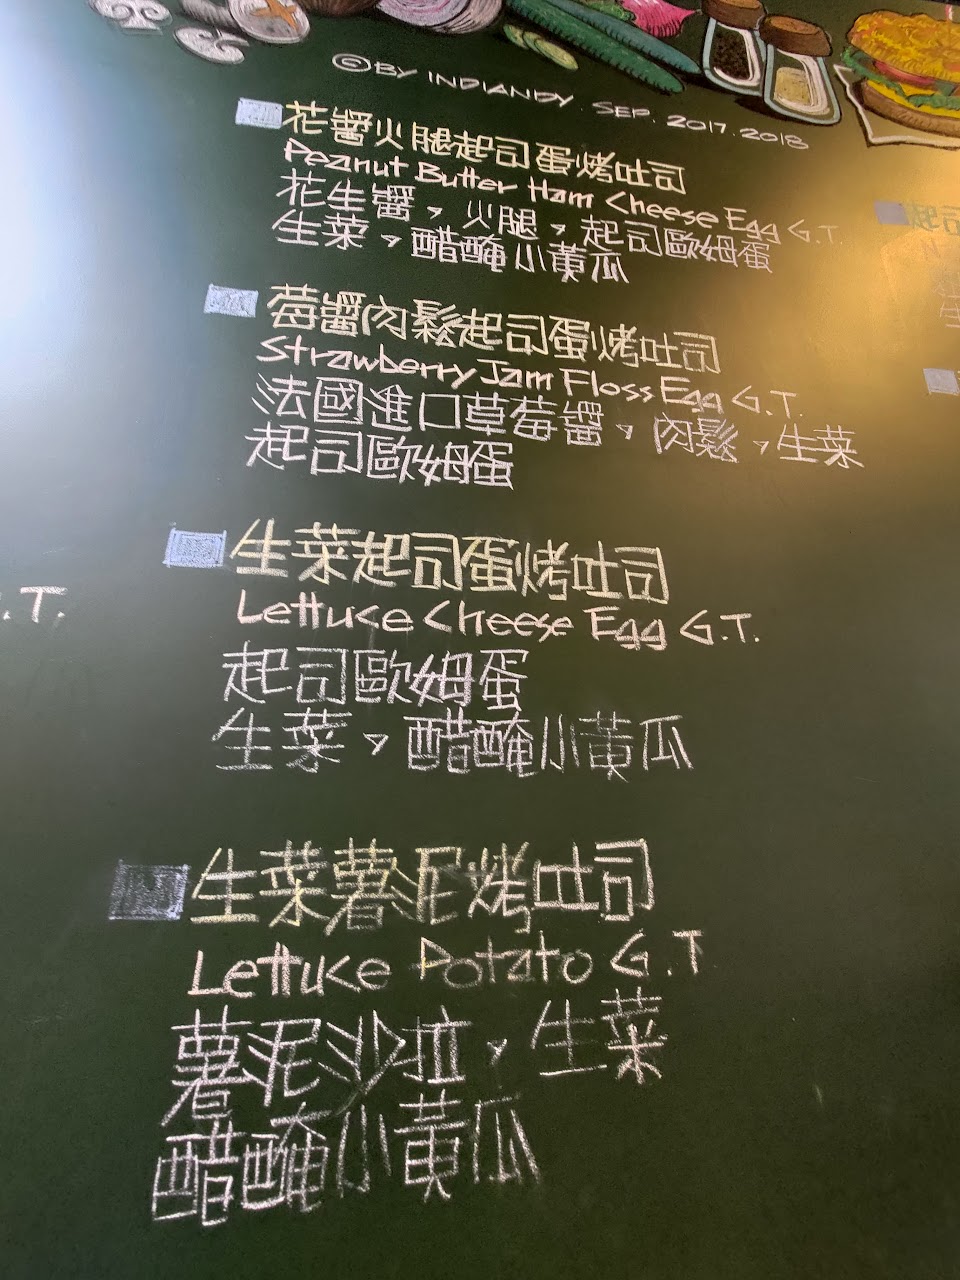 ©BY INDIANDY. SEP. 2017.2018
花醬火腿起司蛋烤吐司
Peanut Butter Ham Cheese Egg G.T.
花生醬,火腿,起司歐姆蛋
生菜,醋醃小黃瓜
莓醬肉鬆起司蛋烤吐司
Strawberry Jam Floss Egg G.T.
法國進口草莓醬,肉鬆,生菜
起司歐姆蛋
生菜起司蛋烤吐司
Lettuce Cheese Egg G.T.
.T.
起司歐姆蛋
生菜,醋醃小黃瓜
生菜薯泥烤吐司
Lettuce Potato G.T
薯泥沙拉,生菜
醋醃小黃瓜